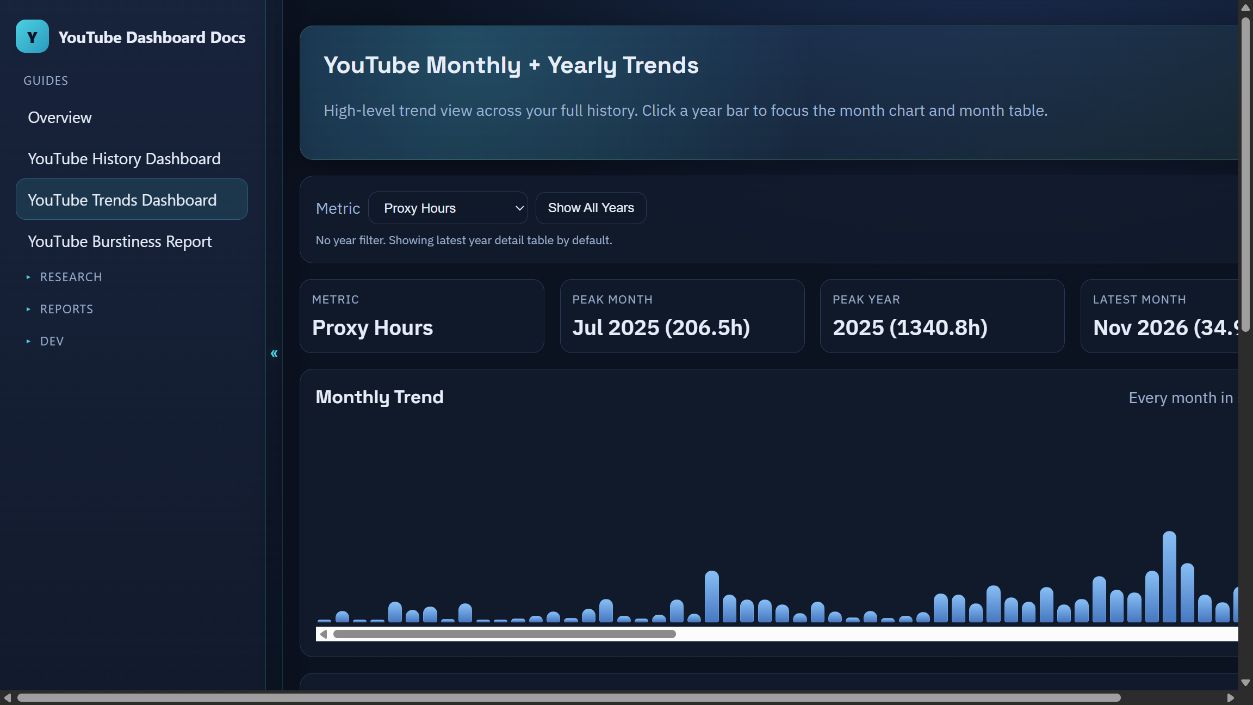 Y YouTube Dashboard Docs
GUIDES
Overview
YouTube History Dashboard
YouTube Trends Dashboard
YouTube Burstiness Report
RESEARCH
REPORTS
DEV
«
YouTube Monthly + Yearly Trends
High-level trend view across your full history. Click a year bar to focus the month chart and month table.
Metric Proxy Hours Show All Years
No year filter. Showing latest year detail table by default.
METRIC
Proxy Hours
PEAK MONTH
Jul 2025 (206.5h)
PEAK YEAR
2025 (1340.8h)
LATEST MONTH
Nov 2026 (34.9
Monthly Trend
Every month in